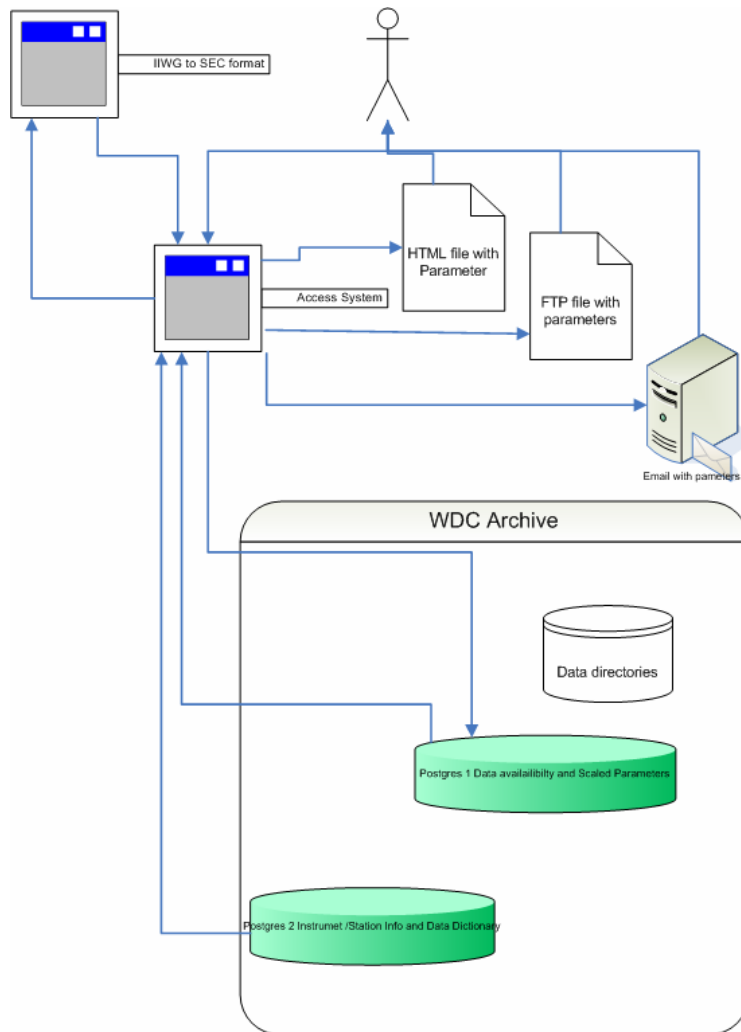 IIWG to SEC format
HTML file with
Parameter
Access System
FTP file with
parameters
Email with pameters
WDC Archive
Data directories
Postgres 1 Data availailibilty and Scaled Parameters
Postgres 2 Instrumet /Station Info and Data Dictionary